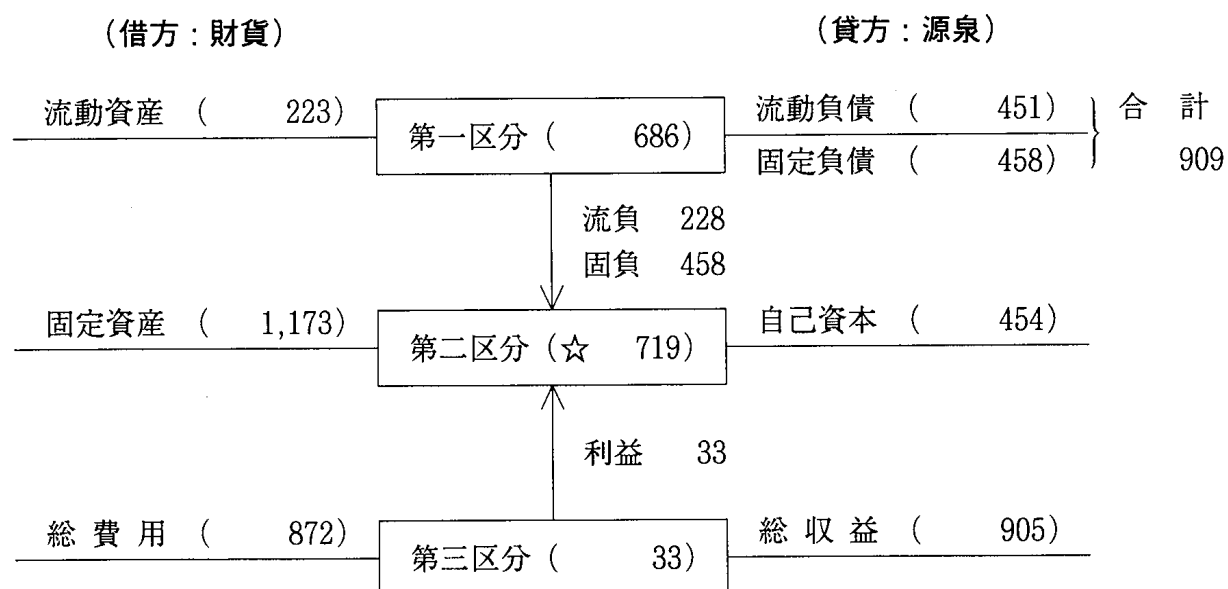 (借方：財貨) (貸方：源泉)
流動資産 ( 223) 第一区分 ( 686) 流動負債 ( 451) 合 計
固定負債 ( 458) 909
流負 228
固負 458
固定資産 ( 1,173) 第二区分 (☆ 719) 自己資本 ( 454)
利益 33
総 費 用 ( 872) 第三区分 ( 33) 総 収 益 ( 905)